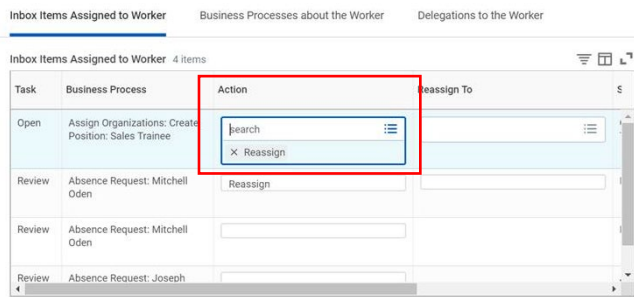 Inbox Items Assigned to Worker Business Processes about the Worker Delegations to the Worker
Inbox Items Assigned to Worker 4 items
Task Business Process Action Reassign To S
Open Assign Organizations: Create
Position: Sales Trainee
search
× Reassign
Review Absence Request: Mitchell
Oden
Reassign
Review Absence Request: Mitchell
Oden
Review Absence Request: Joseph